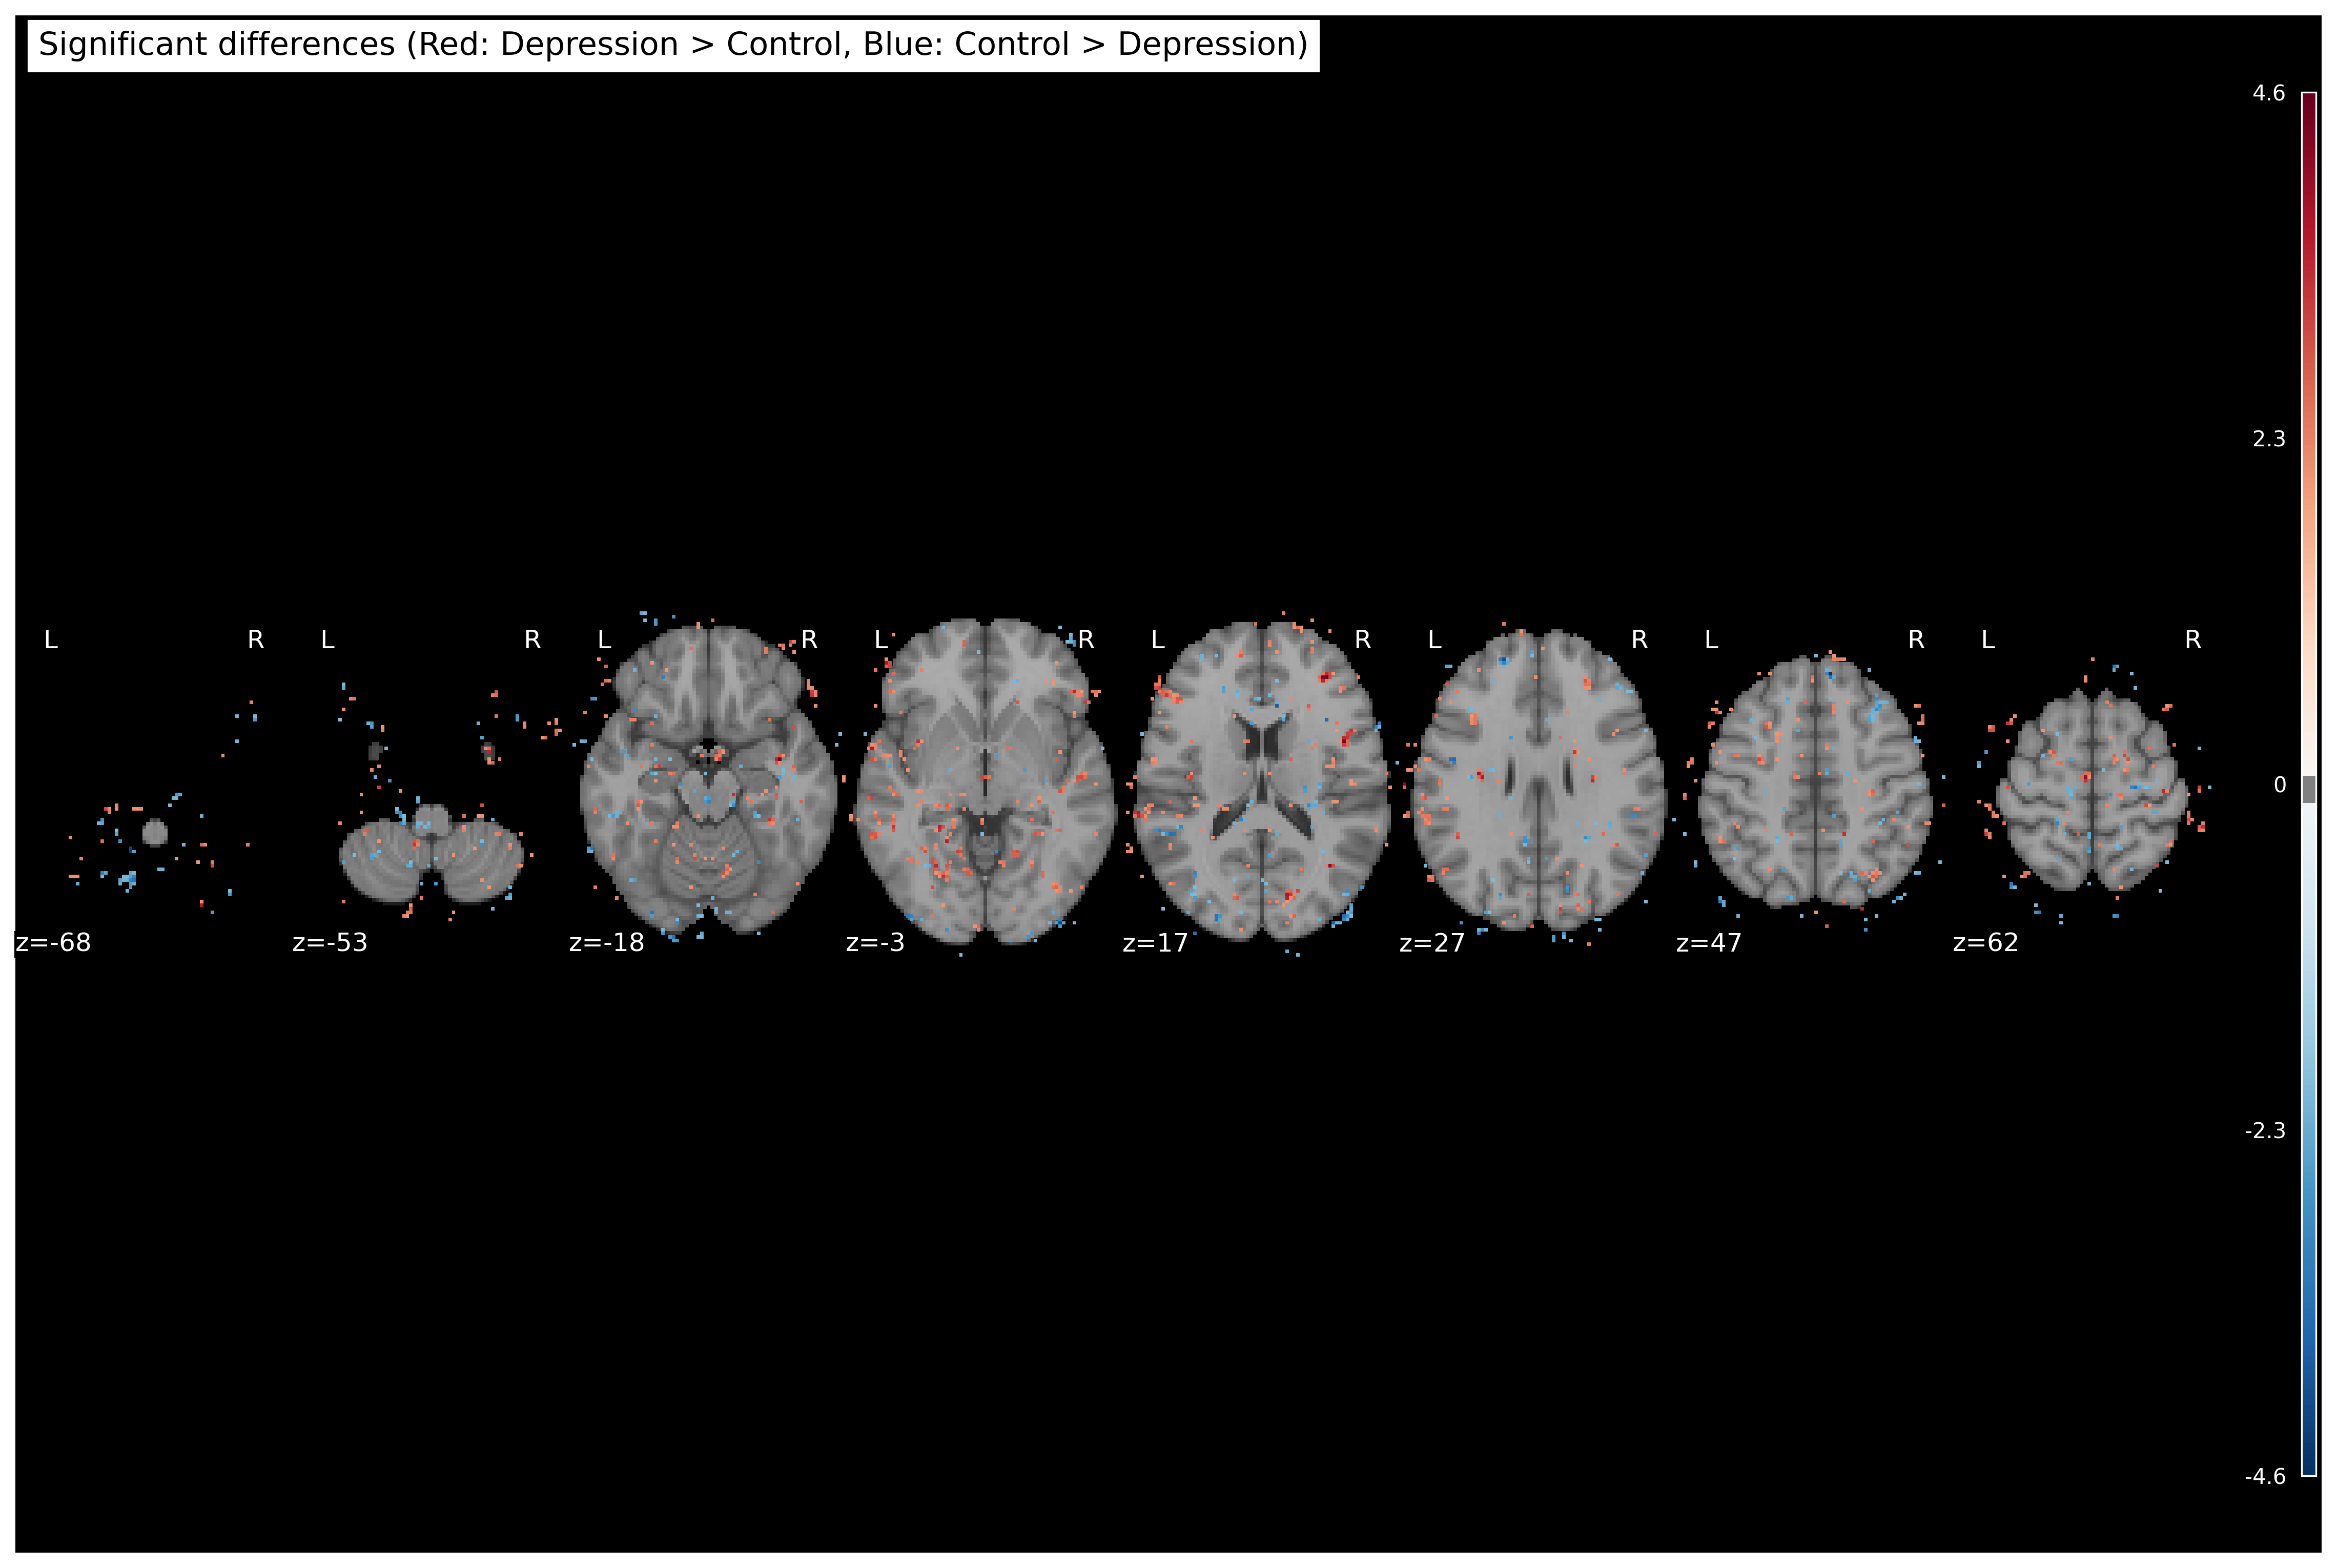 Significant differences (Red: Depression > Control, Blue: Control > Depression)
4.6
2.3
0
-2.3
-4.6
L R L R L R L R L R L R L R L R
z=-68 z=-53 z=-18 z=-3 z=17 z=27 z=47 z=62